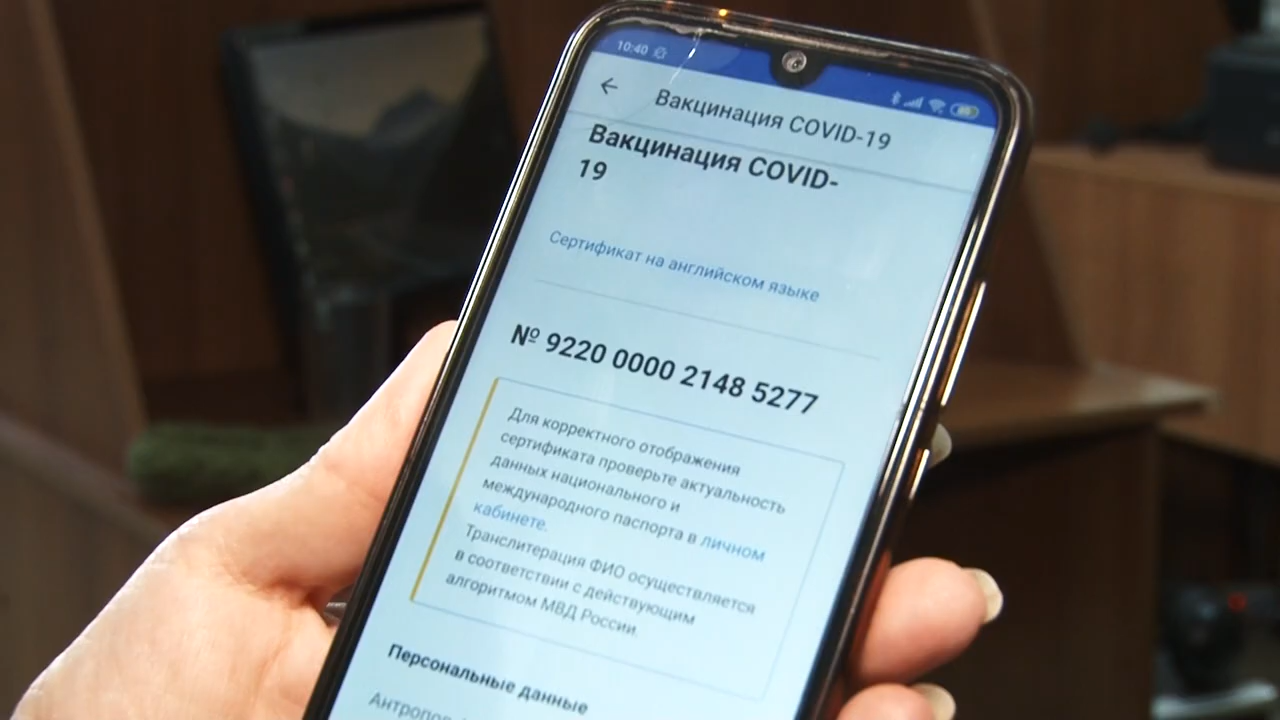 10:40
Вакцинация COVID-19
Вакцинация COVID-
19
Сертификат на английском языке
№ 9220 0000 2148 5277
Для корректного отображения
сертификата проверьте актуальность
данных национального и
международного паспорта в личном
кабинете.
Транслитерация ФИО осуществляется
в соответствии с действующим
алгоритмом МВД России.
Персональные данные